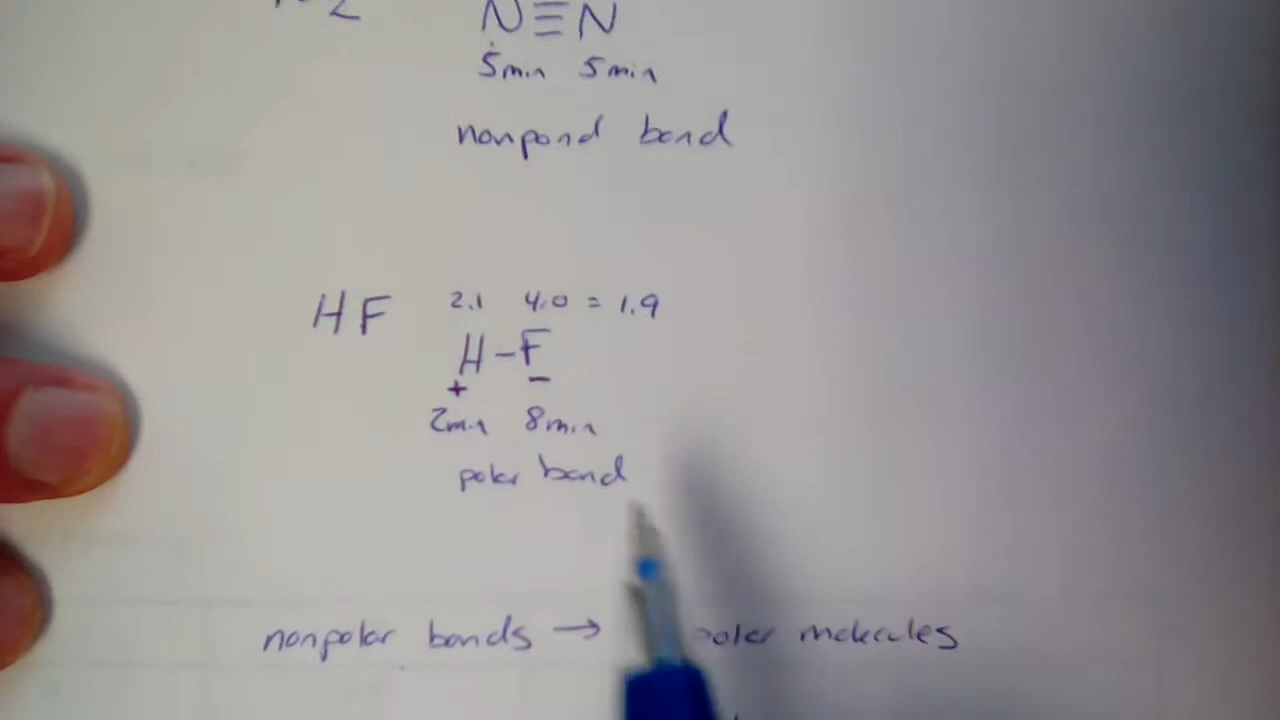 N≡N
5min 5min
nonpond bond
HF 2.1 4.0 = 1.9
H-F
+ −
2min 8min
polar bond
nonpolar bonds → polar molecules